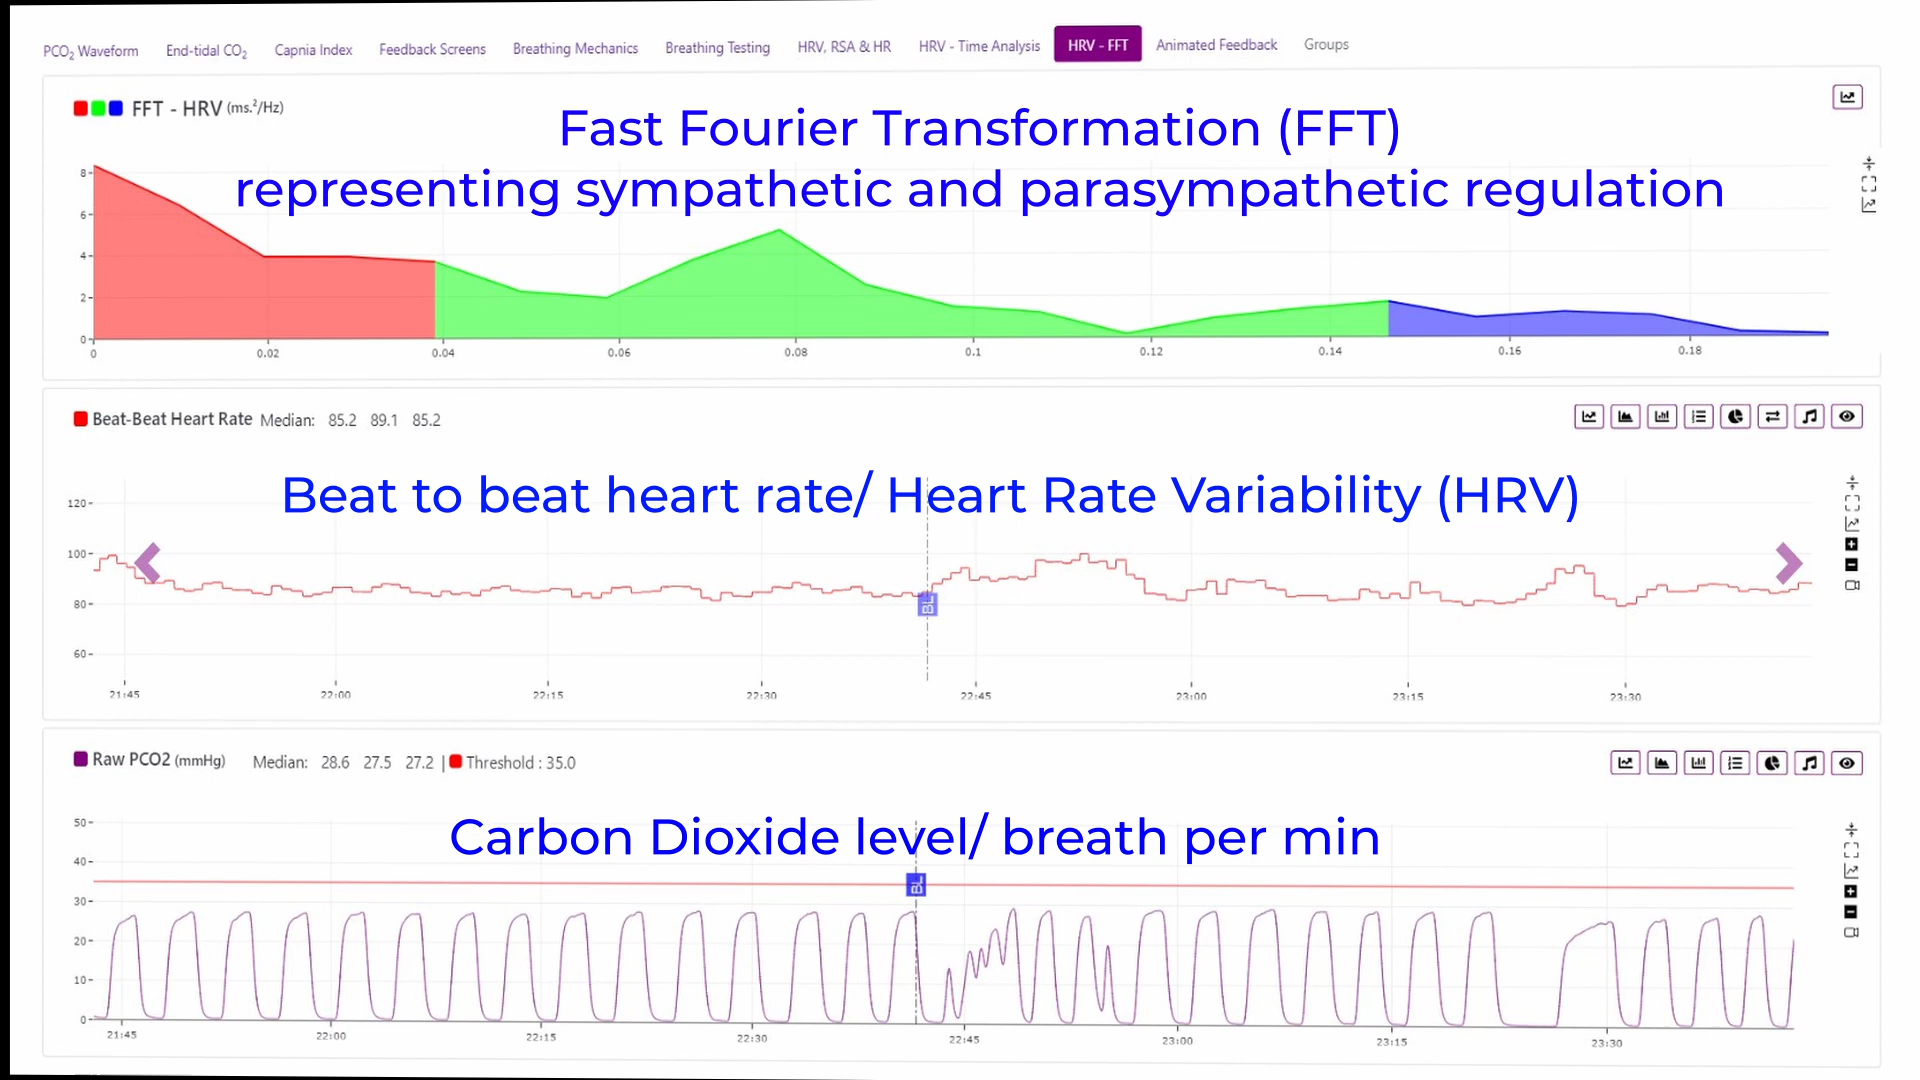 PCO₂ Waveform End-tidal CO₂ Capnia Index Feedback Screens Breathing Mechanics Breathing Testing HRV, RSA & HR HRV - Time Analysis HRV - FFT Animated Feedback Groups
FFT - HRV (ms.²/Hz)
Fast Fourier Transformation (FFT)
representing sympathetic and parasympathetic regulation
8
6
4
2
0
0 0.02 0.04 0.06 0.08 0.1 0.12 0.14 0.16 0.18
Beat-Beat Heart Rate Median: 85.2 89.1 85.2
Beat to beat heart rate/ Heart Rate Variability (HRV)
120
100
80
60
BL
21:45 22:00 22:15 22:30 22:45 23:00 23:15 23:30
Raw PCO2 (mmHg) Median: 28.6 27.5 27.2 | Threshold : 35.0
Carbon Dioxide level/ breath per min
50
40
30
20
10
0
BL
21:45 22:00 22:15 22:30 22:45 23:00 23:15 23:30